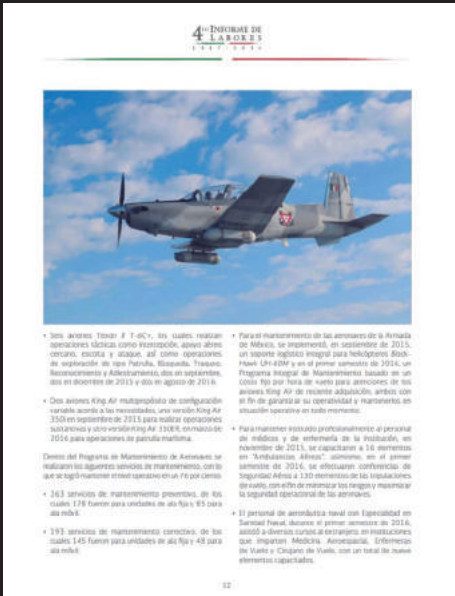 4to INFORME DE
LABORES
• Seis aviones Texan II T-6C+, los cuales realizan
operaciones tácticas como intercepción, apoyo aéreo
cercano, escolta y ataque, así como operaciones
de exploración de tipo Patrulla, Búsqueda, Traqueo,
Reconocimiento y Adiestramiento, dos en septiembre,
dos en diciembre de 2015 y dos en agosto de 2016.
• Dos aviones King Air multipropósito de configuración
variable acorde a las necesidades, uno versión King Air
350i en septiembre de 2015 para realizar operaciones
sustantivas y otro versión King Air 350ER, en marzo de
2016 para operaciones de patrulla marítima.
Dentro del Programa de Mantenimiento de Aeronaves se
realizaron los siguientes servicios de mantenimiento, con lo
que se logró mantener el nivel operativo en un 70 por ciento:
• 263 servicios de mantenimiento preventivo, de los
cuales 178 fueron para unidades de ala fija y 85 para
ala móvil.
• 193 servicios de mantenimiento correctivo, de los
cuales 145 fueron para unidades de ala fija y 48 para
ala móvil.
• Para el mantenimiento de las aeronaves de la Armada
de México, se implementó, en septiembre de 2015,
un soporte logístico integral para helicópteros Black-
Hawk UH-60M y en el primer semestre de 2016, un
Programa Integral de Mantenimiento basado en un
costo fijo por hora de vuelo para atenciones de los
aviones King Air de reciente adquisición; ambos con
el fin de garantizar su operatividad y mantenerlos en
situación operativa en todo momento.
• Para mantener instruido profesionalmente al personal
de médicos y de enfermería de la Institución, en
noviembre de 2015, se capacitaron a 16 elementos
en "Ambulancias Aéreas"; asimismo, en el primer
semestre de 2016, se efectuaron conferencias de
Seguridad Aérea a 130 elementos de las tripulaciones
de vuelo, con el fin de minimizar los riesgos y maximizar
la seguridad operacional de las aeronaves.
• El personal de aeronáutica naval con Especialidad en
Sanidad Naval, durante el primer semestre de 2016,
asistió a diversos cursos al extranjero, en instituciones
que imparten Medicina Aeroespacial, Enfermeras
de Vuelo y Cirujano de Vuelo, con un total de nueve
elementos capacitados.
32